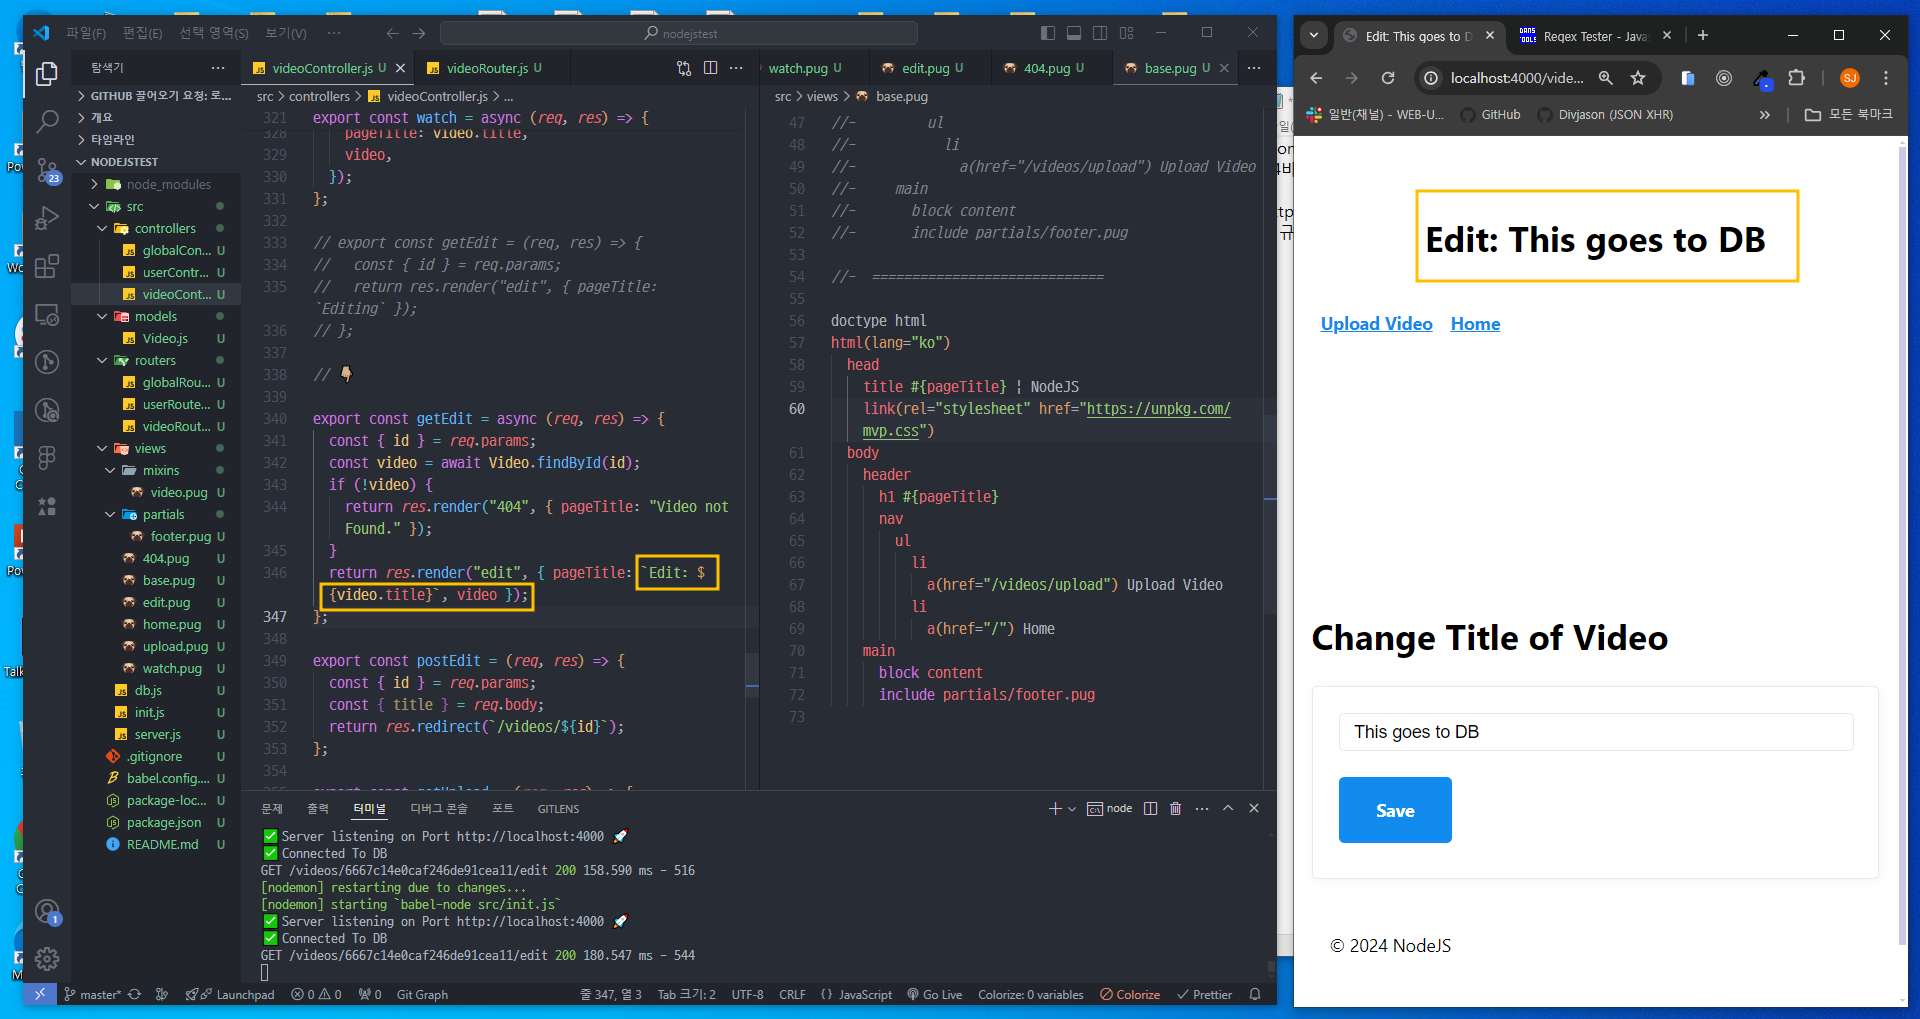 파일(F) 편집(E) 선택 영역(S) 보기(V) ··· nodejstest
탐색기 ···
GITHUB 끌어오기 요청: 로...
개요
타임라인
NODEJSTEST
node_modules
src
controllers
globalCon... U
userContr... U
videoCont... U
models
Video.js U
routers
globalRou... U
userRoute... U
videoRout... U
views
mixins
video.pug U
partials
footer.pug U
404.pug U
base.pug U
edit.pug U
home.pug U
upload.pug U
watch.pug U
db.js U
init.js U
server.js U
.gitignore U
babel.config.... U
package-loc... U
package.json U
README.md U
23
1
videoController.js U videoRouter.js U
src > controllers > videoController.js > ...
321 export const watch = async (req, res) => {
328 pageTitle: video.title,
329 video,
330 });
331 };
332
333 // export const getEdit = (req, res) => {
334 // const { id } = req.params;
335 // return res.render("edit", { pageTitle:
`Editing` });
336 // };
337
338 // 👇🏽
339
340 export const getEdit = async (req, res) => {
341 const { id } = req.params;
342 const video = await Video.findById(id);
343 if (!video) {
344 return res.render("404", { pageTitle: "Video not
Found." });
345 }
346 return res.render("edit", { pageTitle: `Edit: $
{video.title}`, video });
347 };
348
349 export const postEdit = (req, res) => {
350 const { id } = req.params;
351 const { title } = req.body;
352 return res.redirect(`/videos/${id}`);
353 };
354
watch.pug U edit.pug U 404.pug U base.pug U
src > views > base.pug
47 //- ul
48 //- li
49 //- a(href="/videos/upload") Upload Video
50 //- main
51 //- block content
52 //- include partials/footer.pug
53
54 //- =============================
55
56 doctype html
57 html(lang="ko")
58 head
59 title #{pageTitle} ¦ NodeJS
60 link(rel="stylesheet" href="https://unpkg.com/
mvp.css")
61 body
62 header
63 h1 #{pageTitle}
64 nav
65 ul
66 li
67 a(href="/videos/upload") Upload Video
68 li
69 a(href="/") Home
70 main
71 block content
72 include partials/footer.pug
73
문제 출력 터미널 디버그 콘솔 포트 GITLENS node
✅ Server listening on Port http://localhost:4000 🚀
✅ Connected To DB
GET /videos/6667c14e0caf246de91cea11/edit 200 158.590 ms - 516
[nodemon] restarting due to changes...
[nodemon] starting `babel-node src/init.js`
✅ Server listening on Port http://localhost:4000 🚀
✅ Connected To DB
GET /videos/6667c14e0caf246de91cea11/edit 200 180.547 ms - 544
master* Launchpad 0 0 0 Git Graph 줄 347, 열 3 Tab 크기: 2 UTF-8 CRLF {} JavaScript Go Live Colorize: 0 variables Colorize Prettier
Edit: This goes to D Regex Tester - Javas
localhost:4000/vide... SJ
일반(채널) - WEB-U... GitHub Divjason (JSON XHR) » 모든 북마크
Edit: This goes to DB
Upload Video Home
Change Title of Video
This goes to DB
Save
© 2024 NodeJS